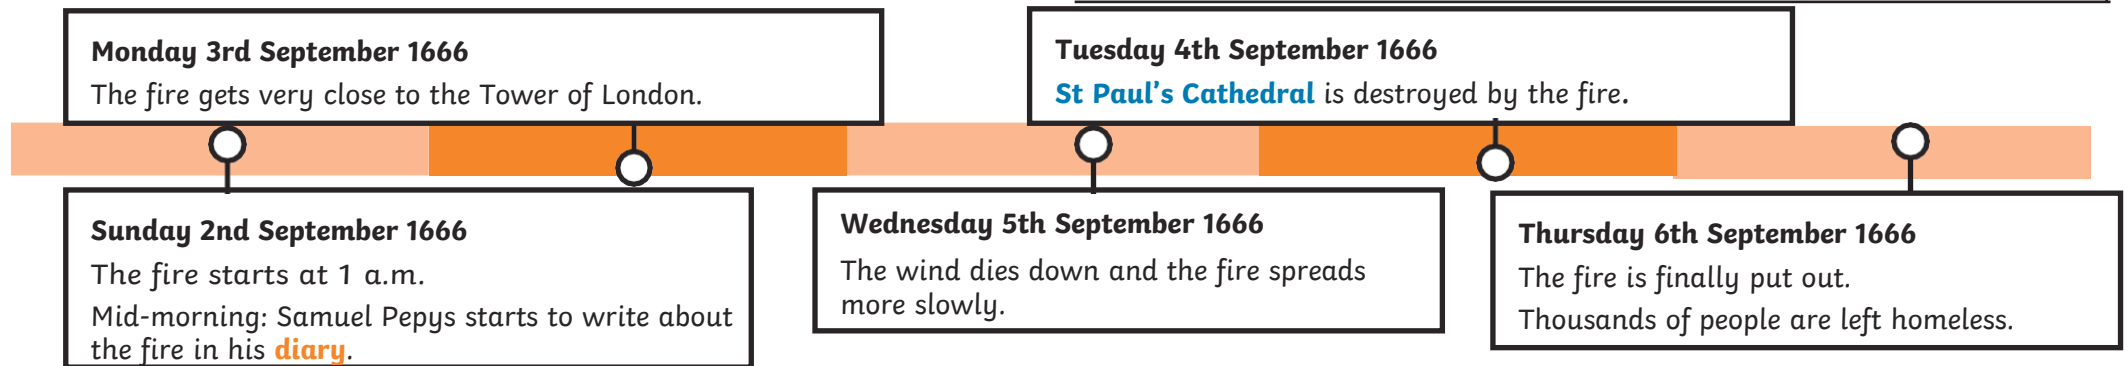 Monday 3rd September 1666
The fire gets very close to the Tower of London.
Tuesday 4th September 1666
St Paul's Cathedral is destroyed by the fire.
Sunday 2nd September 1666
The fire starts at 1 a.m.
Mid-morning: Samuel Pepys starts to write about
the fire in his diary.
Wednesday 5th September 1666
The wind dies down and the fire spreads
more slowly.
Thursday 6th September 1666
The fire is finally put out.
Thousands of people are left homeless.